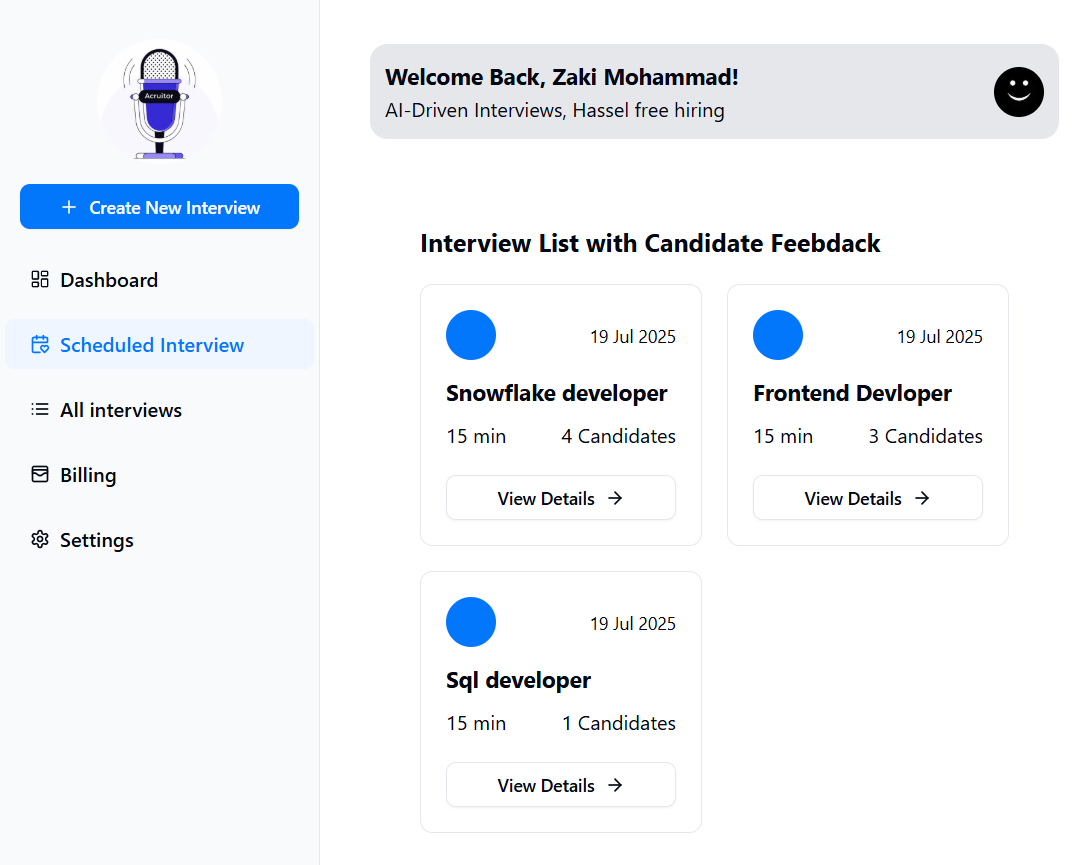 Acruitor
+ Create New Interview
Dashboard
Scheduled Interview
All interviews
Billing
Settings
Welcome Back, Zaki Mohammad!
AI-Driven Interviews, Hassel free hiring
Interview List with Candidate Feebdack
19 Jul 2025
Snowflake developer
15 min 4 Candidates
View Details →
19 Jul 2025
Frontend Devloper
15 min 3 Candidates
View Details →
19 Jul 2025
Sql developer
15 min 1 Candidates
View Details →